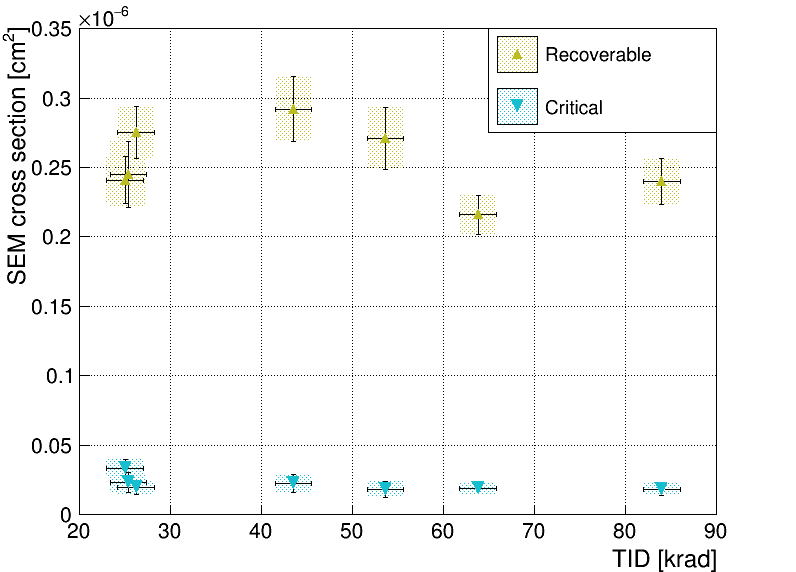 ×10⁻⁶
0.35
0.3
0.25
0.2
0.15
0.1
0.05
0
SEM cross section [cm²]
Recoverable
Critical
20 30 40 50 60 70 80 90
TID [krad]